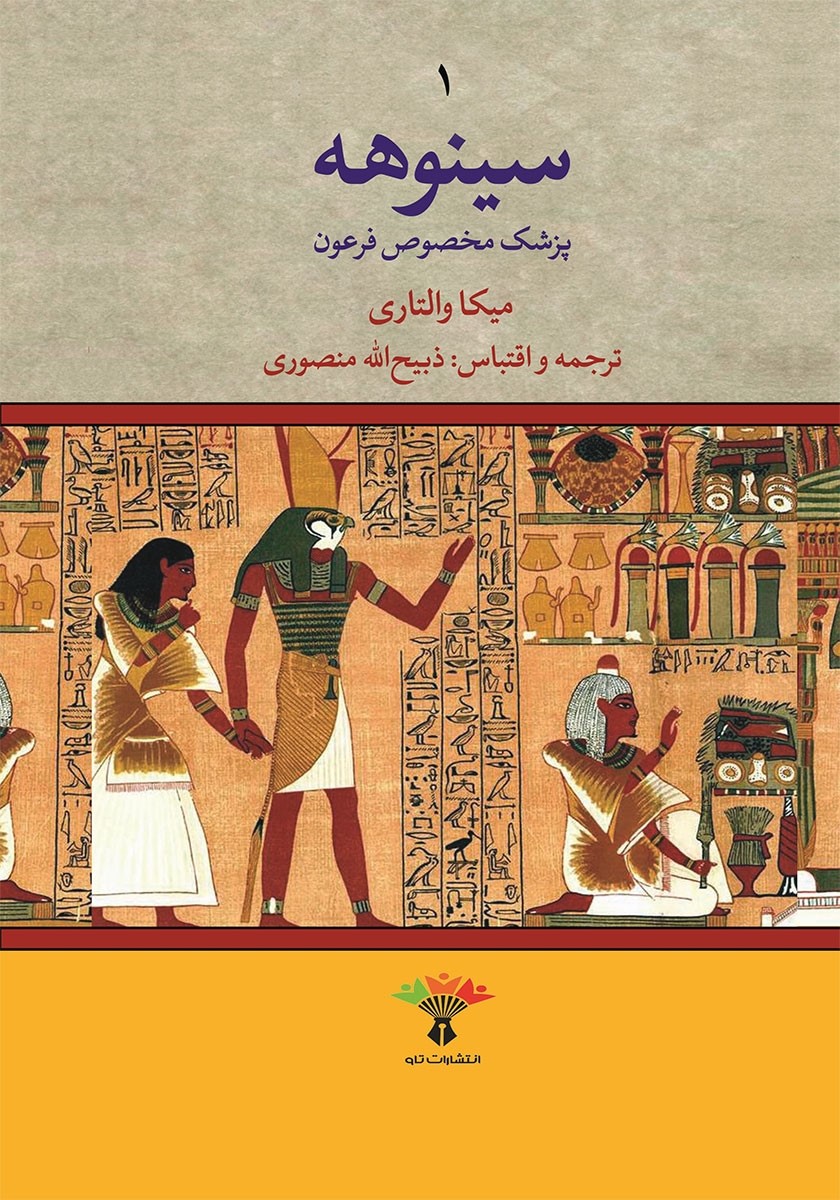 ۱
سینوهه
پزشک مخصوص فرعون
میکا والتاری
ترجمه و اقتباس: ذبیح‌الله منصوری
انتشارات تاو